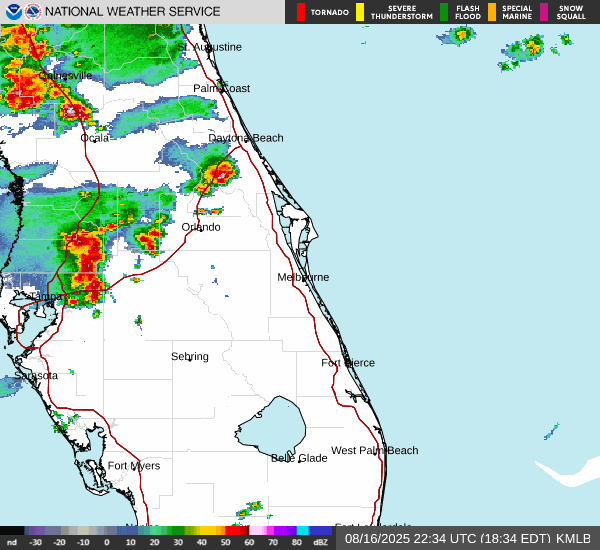 NATIONAL WEATHER SERVICE
TORNADO
SEVERE
THUNDERSTORM
FLASH
FLOOD
SPECIAL
MARINE
SNOW
SQUALL
St. Augustine
Gainesville
Palm Coast
Ocala
Daytona Beach
Orlando
Melbourne
Tampa
Sebring
Fort Pierce
Sarasota
West Palm Beach
Belle Glade
Fort Myers
nd -30 -20 -10 0 10 20 30 40 50 60 70 80 dBZ
08/16/2025 22:34 UTC (18:34 EDT) KMLB